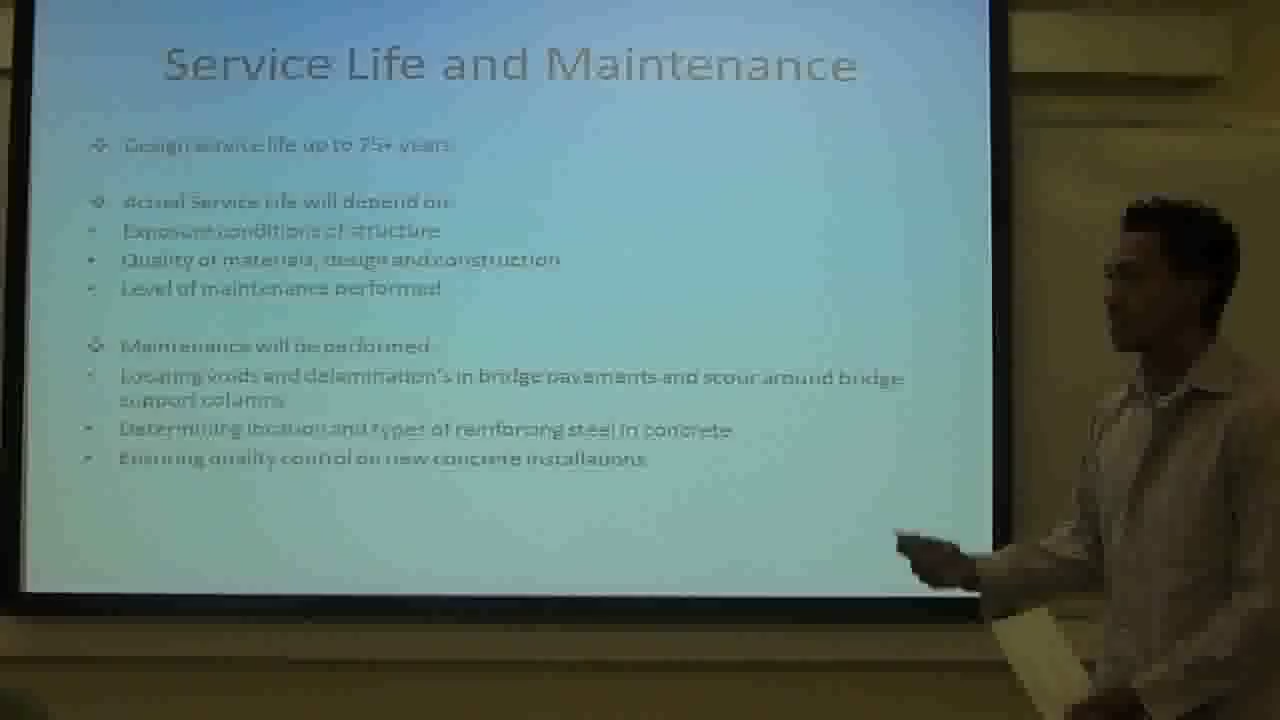 Service Life and Maintenance
Design service life up to 75+ years
Actual Service Life will depend on
Exposure conditions of structure
Quality of materials, design and construction
Level of maintenance performed
Maintenance will be performed
Locating voids and delamination's in bridge pavements and scour around bridge
support columns
Determining location and types of reinforcing steel in concrete
Ensuring quality control on new concrete installations